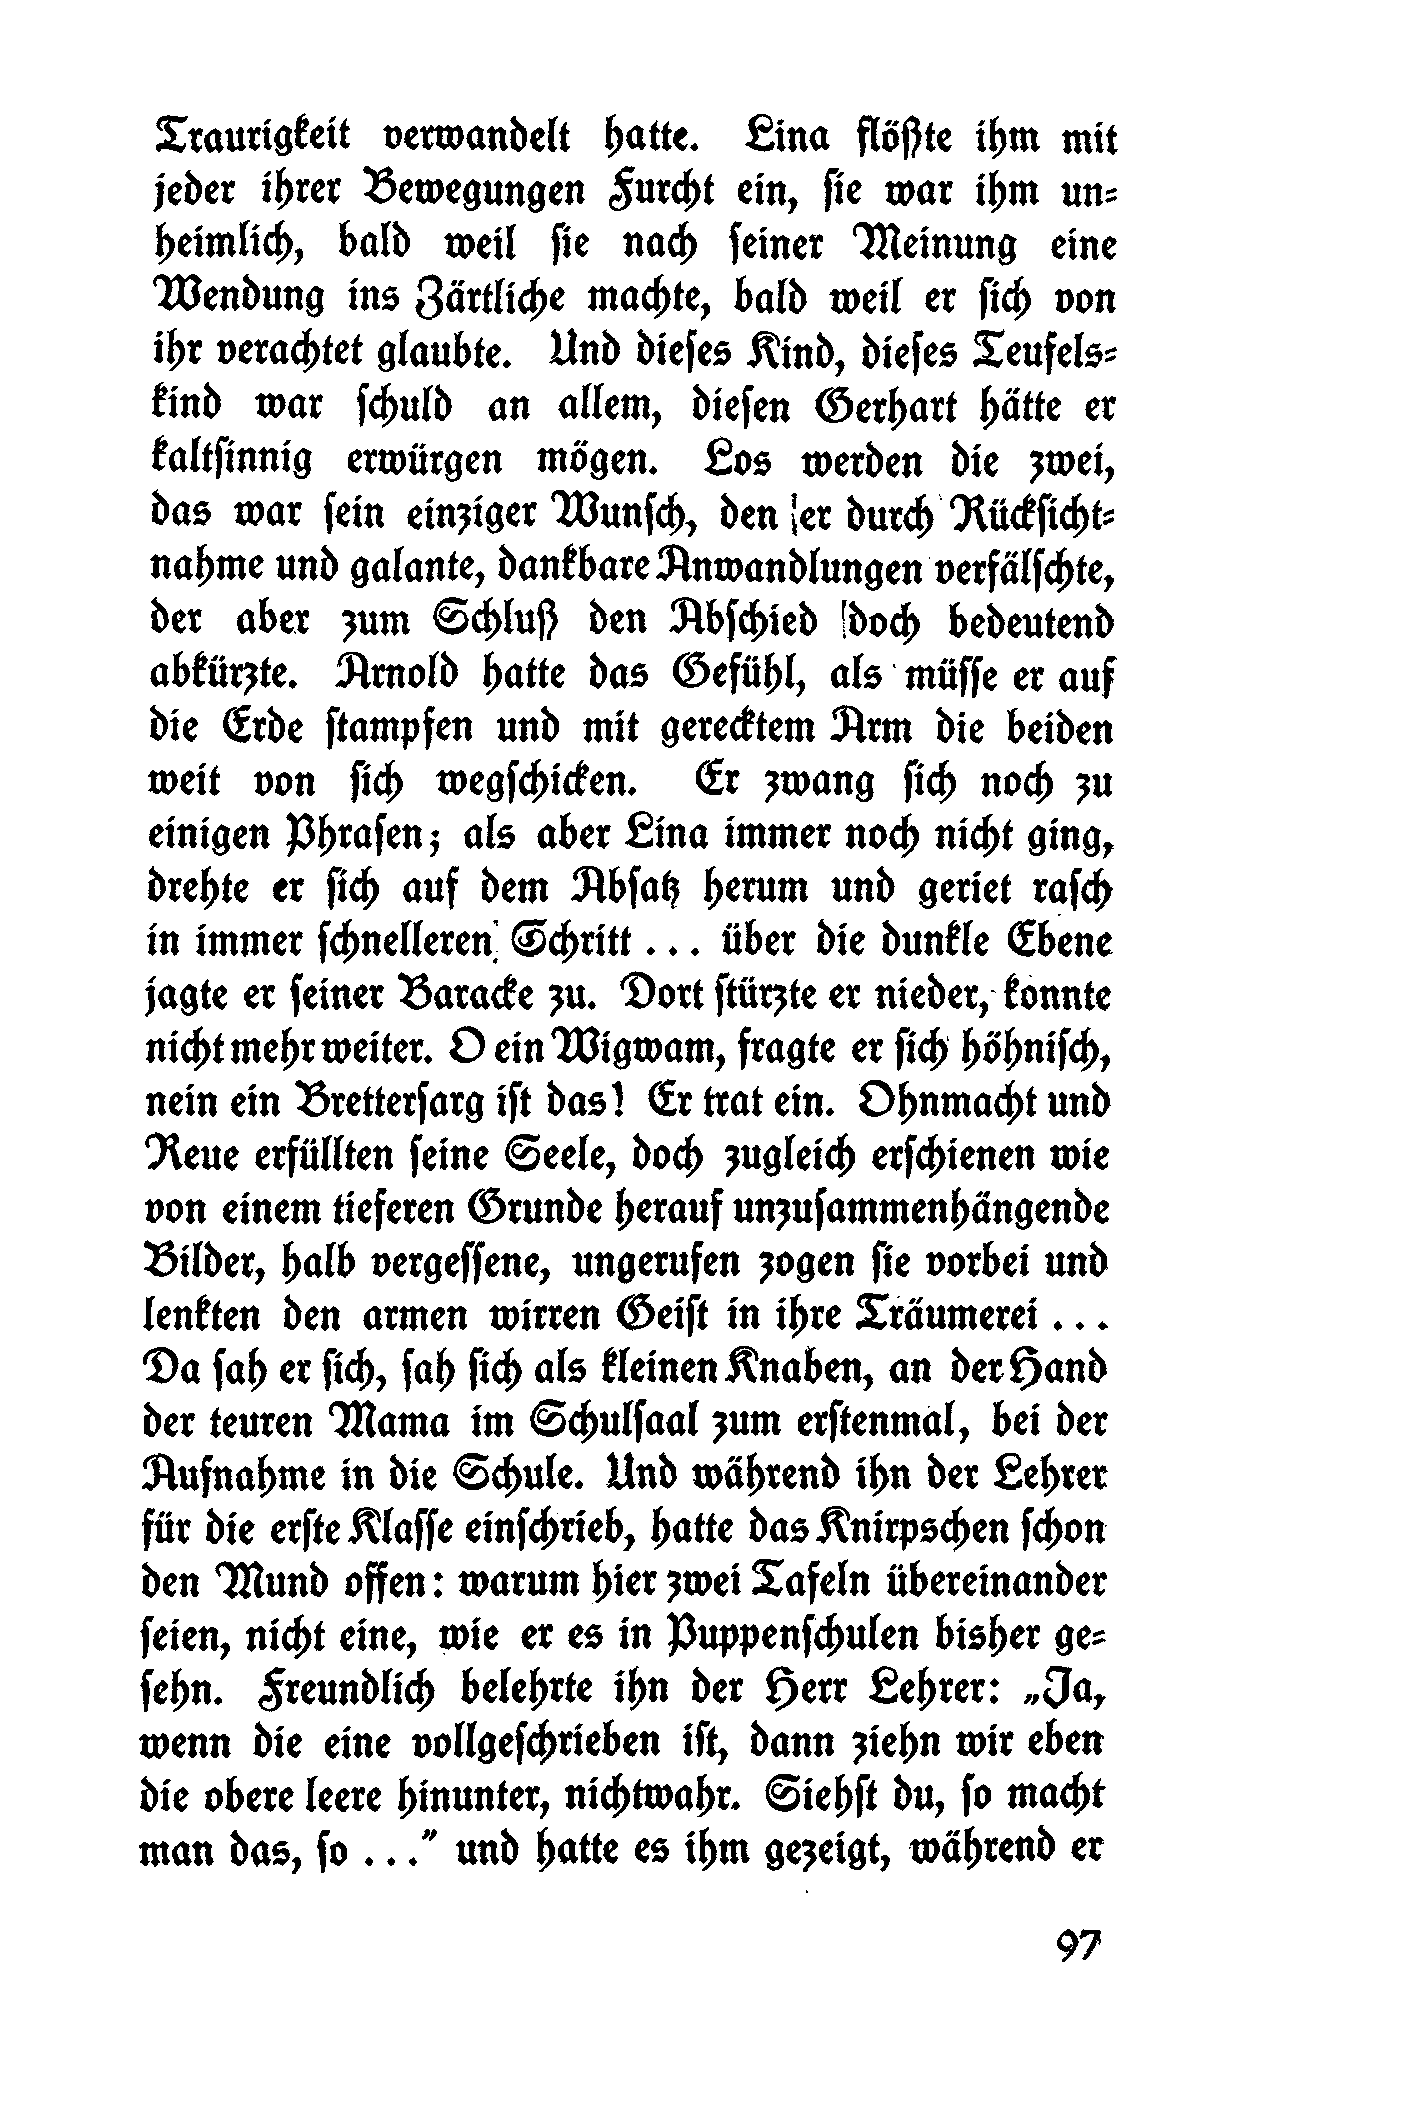 Traurigkeit verwandelt hatte. Lina flößte ihm mit
jeder ihrer Bewegungen Furcht ein, sie war ihm un-
heimlich, bald weil sie nach seiner Meinung eine
Wendung ins Zärtliche machte, bald weil er sich von
ihr verachtet glaubte. Und dieses Kind, dieses Teufels-
kind war schuld an allem, diesen Gerhart hätte er
kaltsinnig erwürgen mögen. Los werden die zwei,
das war sein einziger Wunsch, den er durch Rücksicht-
nahme und galante, dankbare Anwandlungen verfälschte,
der aber zum Schluß den Abschied doch bedeutend
abkürzte. Arnold hatte das Gefühl, als müsse er auf
die Erde stampfen und mit gerecktem Arm die beiden
weit von sich wegschicken. Er zwang sich noch zu
einigen Phrasen; als aber Lina immer noch nicht ging,
drehte er sich auf dem Absatz herum und geriet rasch
in immer schnelleren Schritt ... über die dunkle Ebene
jagte er seiner Baracke zu. Dort stürzte er nieder, konnte
nicht mehr weiter. O ein Wigwam, fragte er sich höhnisch,
nein ein Brettersarg ist das! Er trat ein. Ohnmacht und
Reue erfüllten seine Seele, doch zugleich erschienen wie
von einem tieferen Grunde herauf unzusammenhängende
Bilder, halb vergessene, ungerufen zogen sie vorbei und
lenkten den armen wirren Geist in ihre Träumerei ...
Da sah er sich, sah sich als kleinen Knaben, an der Hand
der teuren Mama im Schulsaal zum erstenmal, bei der
Aufnahme in die Schule. Und während ihn der Lehrer
für die erste Klasse einschrieb, hatte das Knirpschen schon
den Mund offen: warum hier zwei Tafeln übereinander
seien, nicht eine, wie er es in Puppenschulen bisher ge-
sehn. Freundlich belehrte ihn der Herr Lehrer: „Ja,
wenn die eine vollgeschrieben ist, dann ziehn wir eben
die obere leere hinunter, nichtwahr. Siehst du, so macht
man das, so ...” und hatte es ihm gezeigt, während er
97